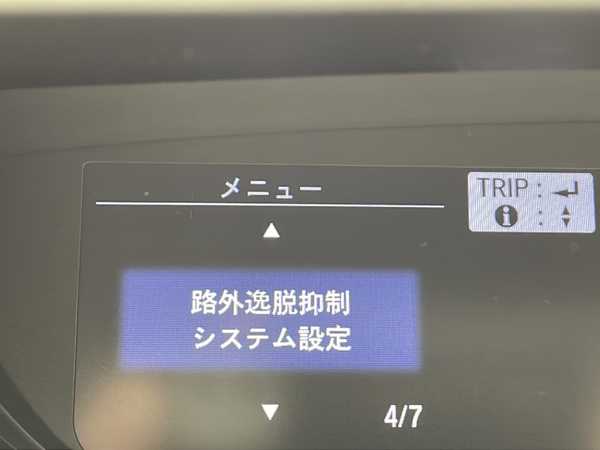 メニュー
TRIP : ↵
i : ▲▼
▲
路外逸脱抑制
システム設定
▼
4/7